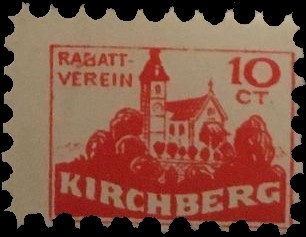 RABATT-
VEREIN
10
CT
KIRCHBERG